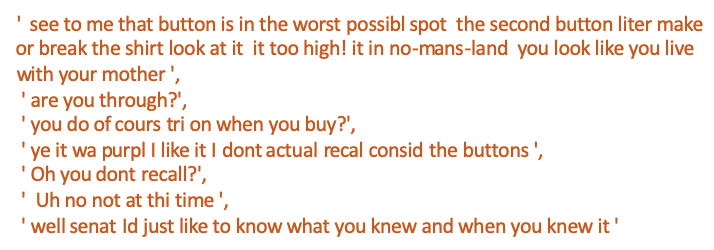 ' see to me that button is in the worst possibl spot  the second button liter make
or break the shirt look at it  it too high! it in no-mans-land  you look like you live
with your mother ',
' are you through?',
' you do of cours tri on when you buy?',
' ye it wa purpl I like it I dont actual recal consid the buttons ',
' Oh you dont recall?',
'  Uh no not at thi time ',
' well senat Id just like to know what you knew and when you knew it '